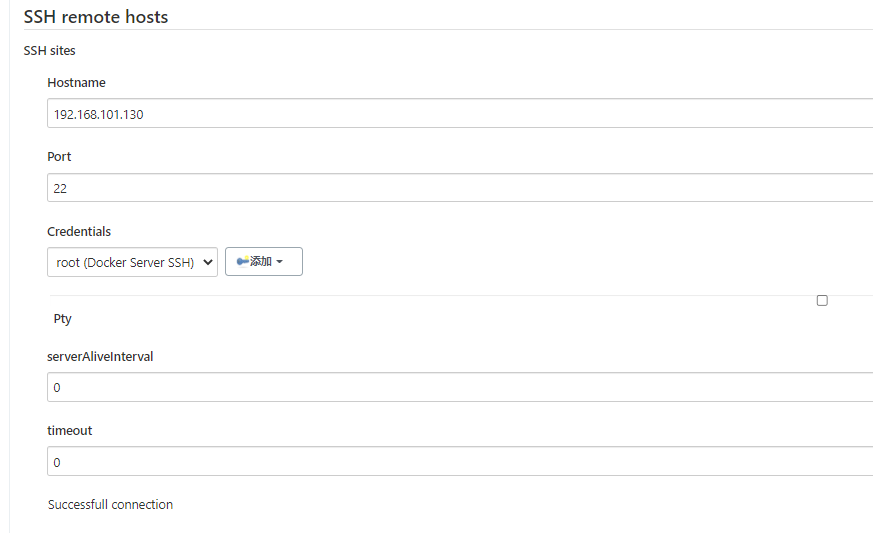 SSH remote hosts
SSH sites
Hostname
192.168.101.130
Port
22
Credentials
root (Docker Server SSH)
添加
Pty
serverAliveInterval
0
timeout
0
Successfull connection